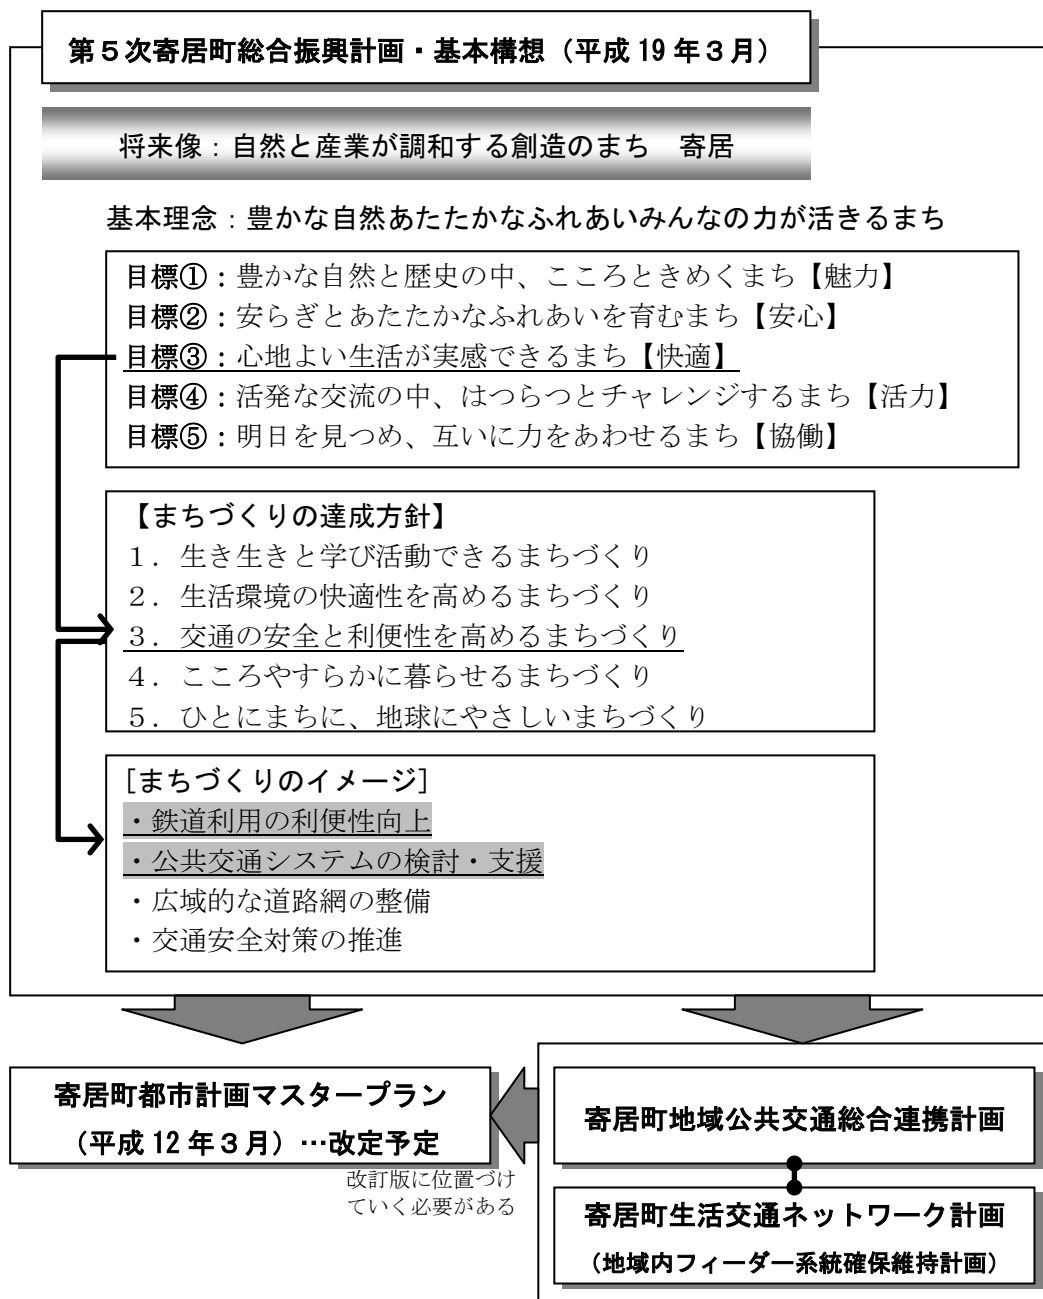 第５次寄居町総合振興計画・基本構想（平成19年３月）
将来像：自然と産業が調和する創造のまち　寄居
基本理念：豊かな自然あたたかなふれあいみんなの力が活きるまち
目標①：豊かな自然と歴史の中、こころときめくまち【魅力】
目標②：安らぎとあたたかなふれあいを育むまち【安心】
目標③：心地よい生活が実感できるまち【快適】
目標④：活発な交流の中、はつらつとチャレンジするまち【活力】
目標⑤：明日を見つめ、互いに力をあわせるまち【協働】
【まちづくりの達成方針】
１．生き生きと学び活動できるまちづくり
２．生活環境の快適性を高めるまちづくり
３．交通の安全と利便性を高めるまちづくり
４．こころやすらかに暮らせるまちづくり
５．ひとにまちに、地球にやさしいまちづくり
［まちづくりのイメージ］
・鉄道利用の利便性向上
・公共交通システムの検討・支援
・広域的な道路網の整備
・交通安全対策の推進
寄居町都市計画マスタープラン
（平成12年３月）…改定予定
改訂版に位置づけ
ていく必要がある
寄居町地域公共交通総合連携計画
寄居町生活交通ネットワーク計画
（地域内フィーダー系統確保維持計画）